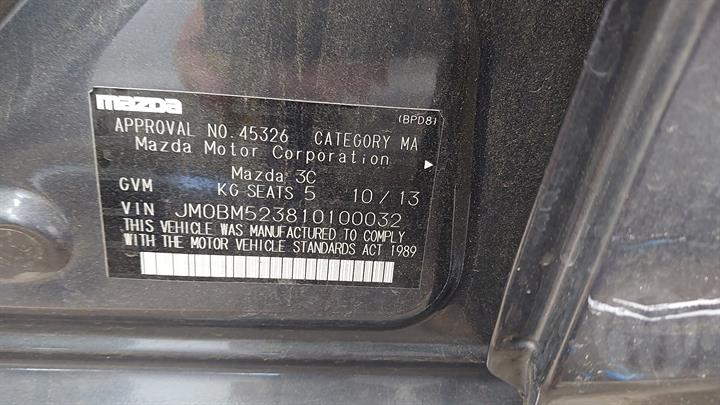 mazda
(BPD8)
APPROVAL NO.45326 CATEGORY MA
Mazda Motor Corporation
Mazda 3C
GVM KG SEATS 5 10/13
VIN JM0BM523810100032
THIS VEHICLE WAS MANUFACTURED TO COMPLY
WITH THE MOTOR VEHICLE STANDARDS ACT 1989